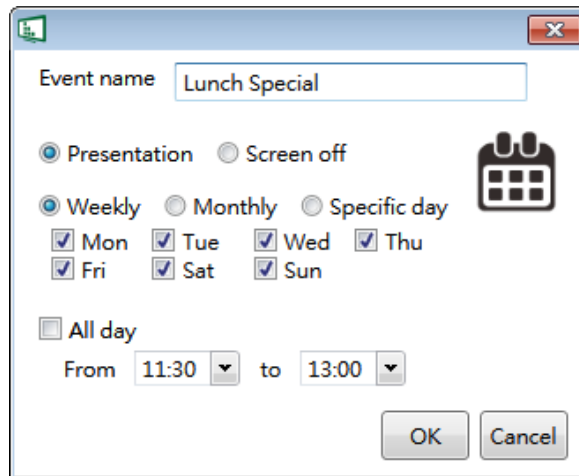 Event name Lunch Special
Presentation Screen off
Weekly Monthly Specific day
Mon Tue Wed Thu
Fri Sat Sun
All day
From 11:30 to 13:00
OK Cancel